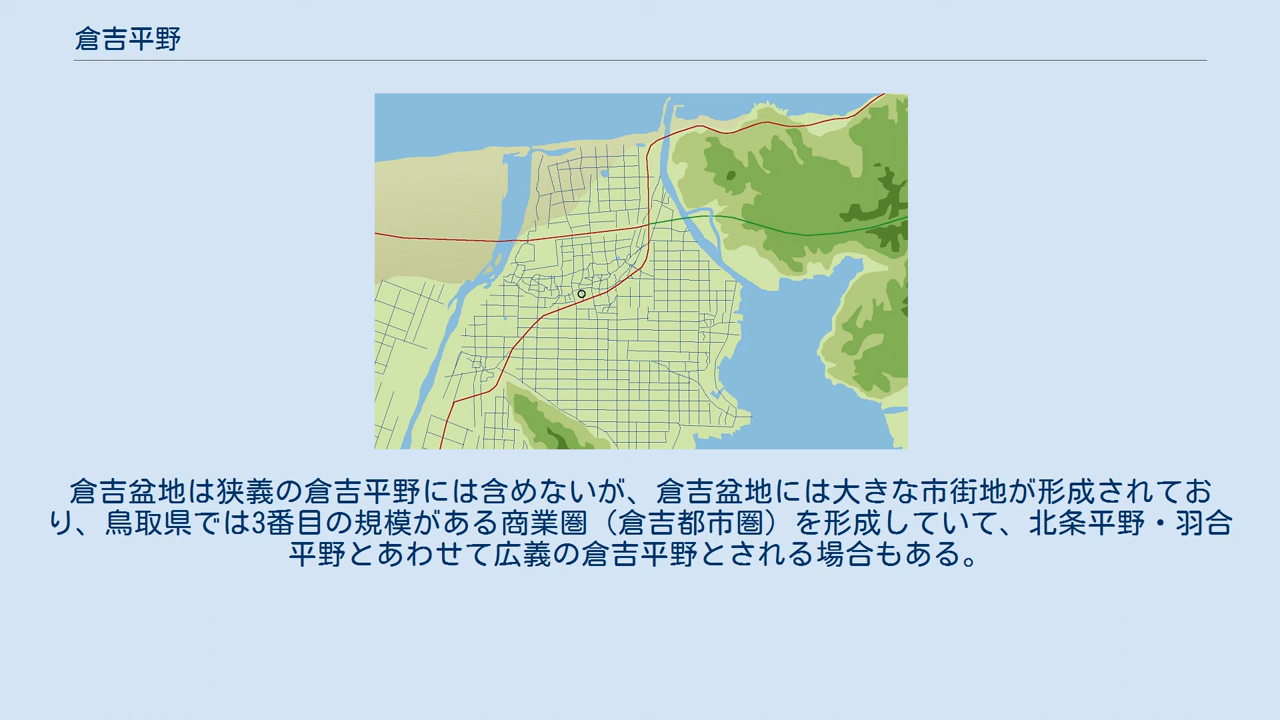 倉吉平野
倉吉盆地は狭義の倉吉平野には含めないが、倉吉盆地には大きな市街地が形成されてお
り、鳥取県では3番目の規模がある商業圏（倉吉都市圏）を形成していて、北条平野・羽合
平野とあわせて広義の倉吉平野とされる場合もある。